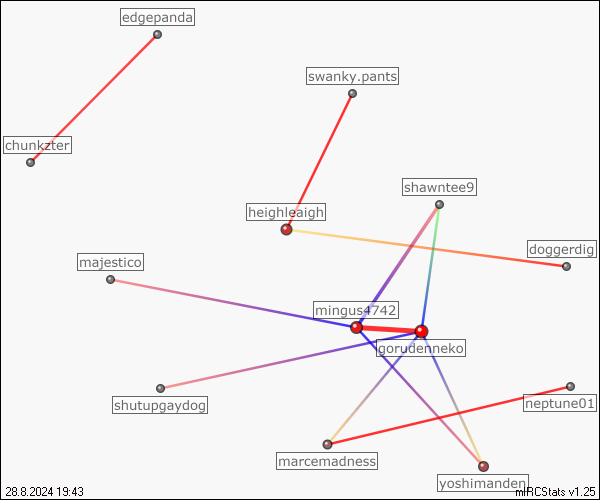 edgepanda
swanky.pants
chunkzter
shawntee9
heighleaigh
doggerdig
majestico
mingus4742
gorudenneko
shutupgaydog
neptune01
marcemadness
yoshimanden
28.8.2024 19:43
mIRCStats v1.25